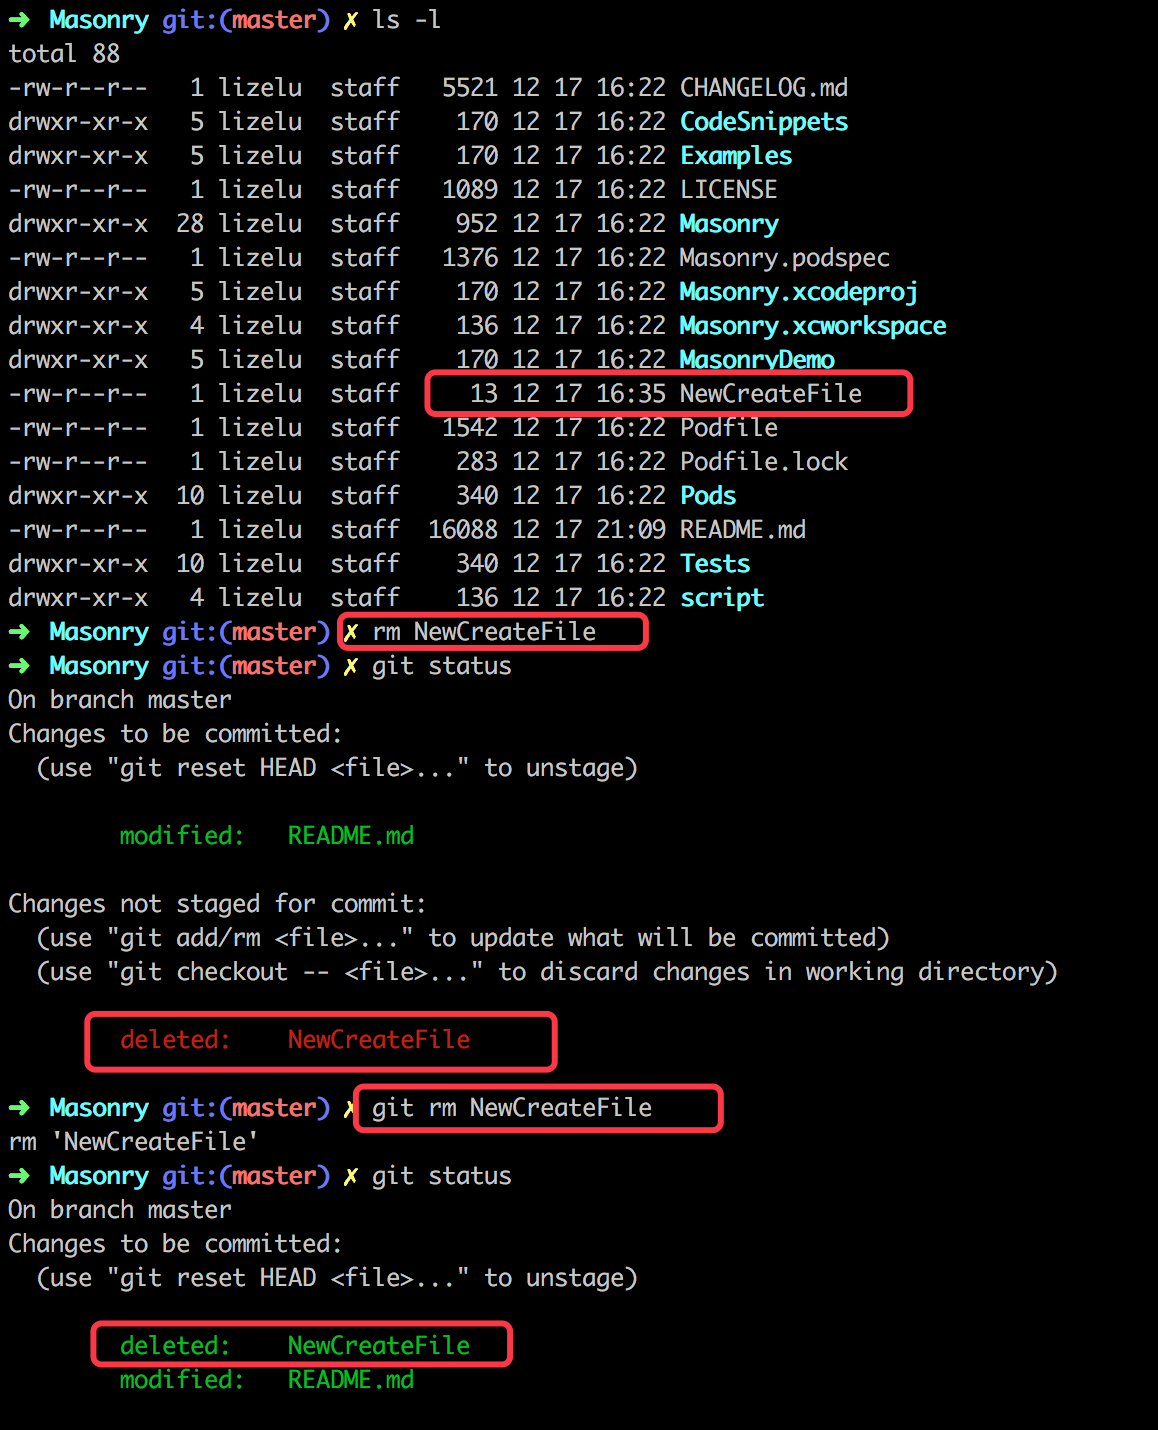 ➜  Masonry git:(master) ✗ ls -l
total 88
-rw-r--r--   1 lizelu  staff   5521 12 17 16:22 CHANGELOG.md
drwxr-xr-x   5 lizelu  staff    170 12 17 16:22 CodeSnippets
drwxr-xr-x   5 lizelu  staff    170 12 17 16:22 Examples
-rw-r--r--   1 lizelu  staff   1089 12 17 16:22 LICENSE
drwxr-xr-x  28 lizelu  staff    952 12 17 16:22 Masonry
-rw-r--r--   1 lizelu  staff   1376 12 17 16:22 Masonry.podspec
drwxr-xr-x   5 lizelu  staff    170 12 17 16:22 Masonry.xcodeproj
drwxr-xr-x   4 lizelu  staff    136 12 17 16:22 Masonry.xcworkspace
drwxr-xr-x   5 lizelu  staff    170 12 17 16:22 MasonryDemo
-rw-r--r--   1 lizelu  staff     13 12 17 16:35 NewCreateFile
-rw-r--r--   1 lizelu  staff   1542 12 17 16:22 Podfile
-rw-r--r--   1 lizelu  staff    283 12 17 16:22 Podfile.lock
drwxr-xr-x  10 lizelu  staff    340 12 17 16:22 Pods
-rw-r--r--   1 lizelu  staff  16088 12 17 21:09 README.md
drwxr-xr-x  10 lizelu  staff    340 12 17 16:22 Tests
drwxr-xr-x   4 lizelu  staff    136 12 17 16:22 script
➜  Masonry git:(master) ✗ rm NewCreateFile
➜  Masonry git:(master) ✗ git status
On branch master
Changes to be committed:
  (use "git reset HEAD <file>..." to unstage)
        modified:   README.md
Changes not staged for commit:
  (use "git add/rm <file>..." to update what will be committed)
  (use "git checkout -- <file>..." to discard changes in working directory)
        deleted:    NewCreateFile
➜  Masonry git:(master) ✗ git rm NewCreateFile
rm 'NewCreateFile'
➜  Masonry git:(master) ✗ git status
On branch master
Changes to be committed:
  (use "git reset HEAD <file>..." to unstage)
        deleted:    NewCreateFile
        modified:   README.md